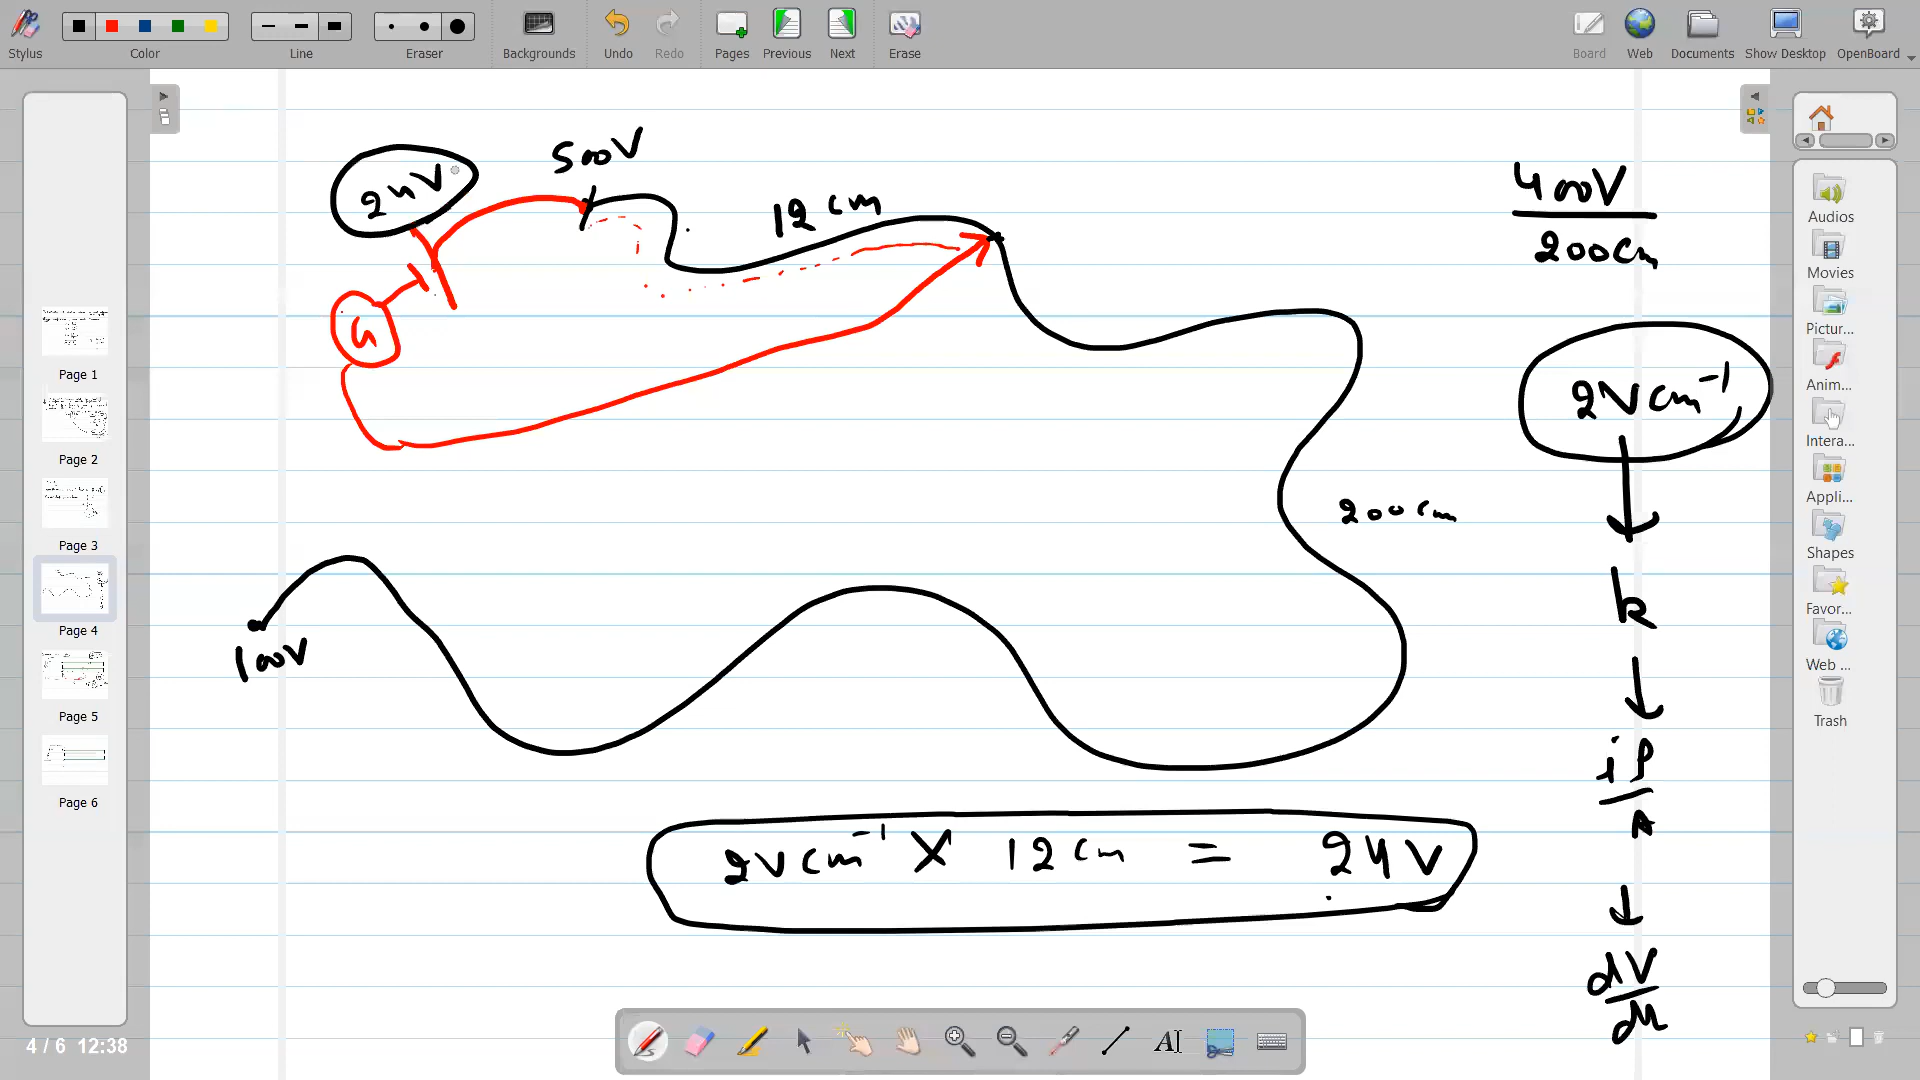 Stylus
Color
Line
Eraser
Backgrounds
Undo
Redo
Pages
Previous
Next
Erase
Board
Web
Documents
Show Desktop
OpenBoard
Page 1
Page 2
Page 3
Page 4
Page 5
Page 6
4 / 6 12:38
24V
500V
12 cm
G
200cm
100V
2Vcm⁻¹ X 12 cm = 24V
400V
200cm
2Vcm⁻¹
k
iρ
A
dV
dl
Audios
Movies
Pictur...
Anim...
Intera...
Appli...
Shapes
Favor...
Web ...
Trash
AI